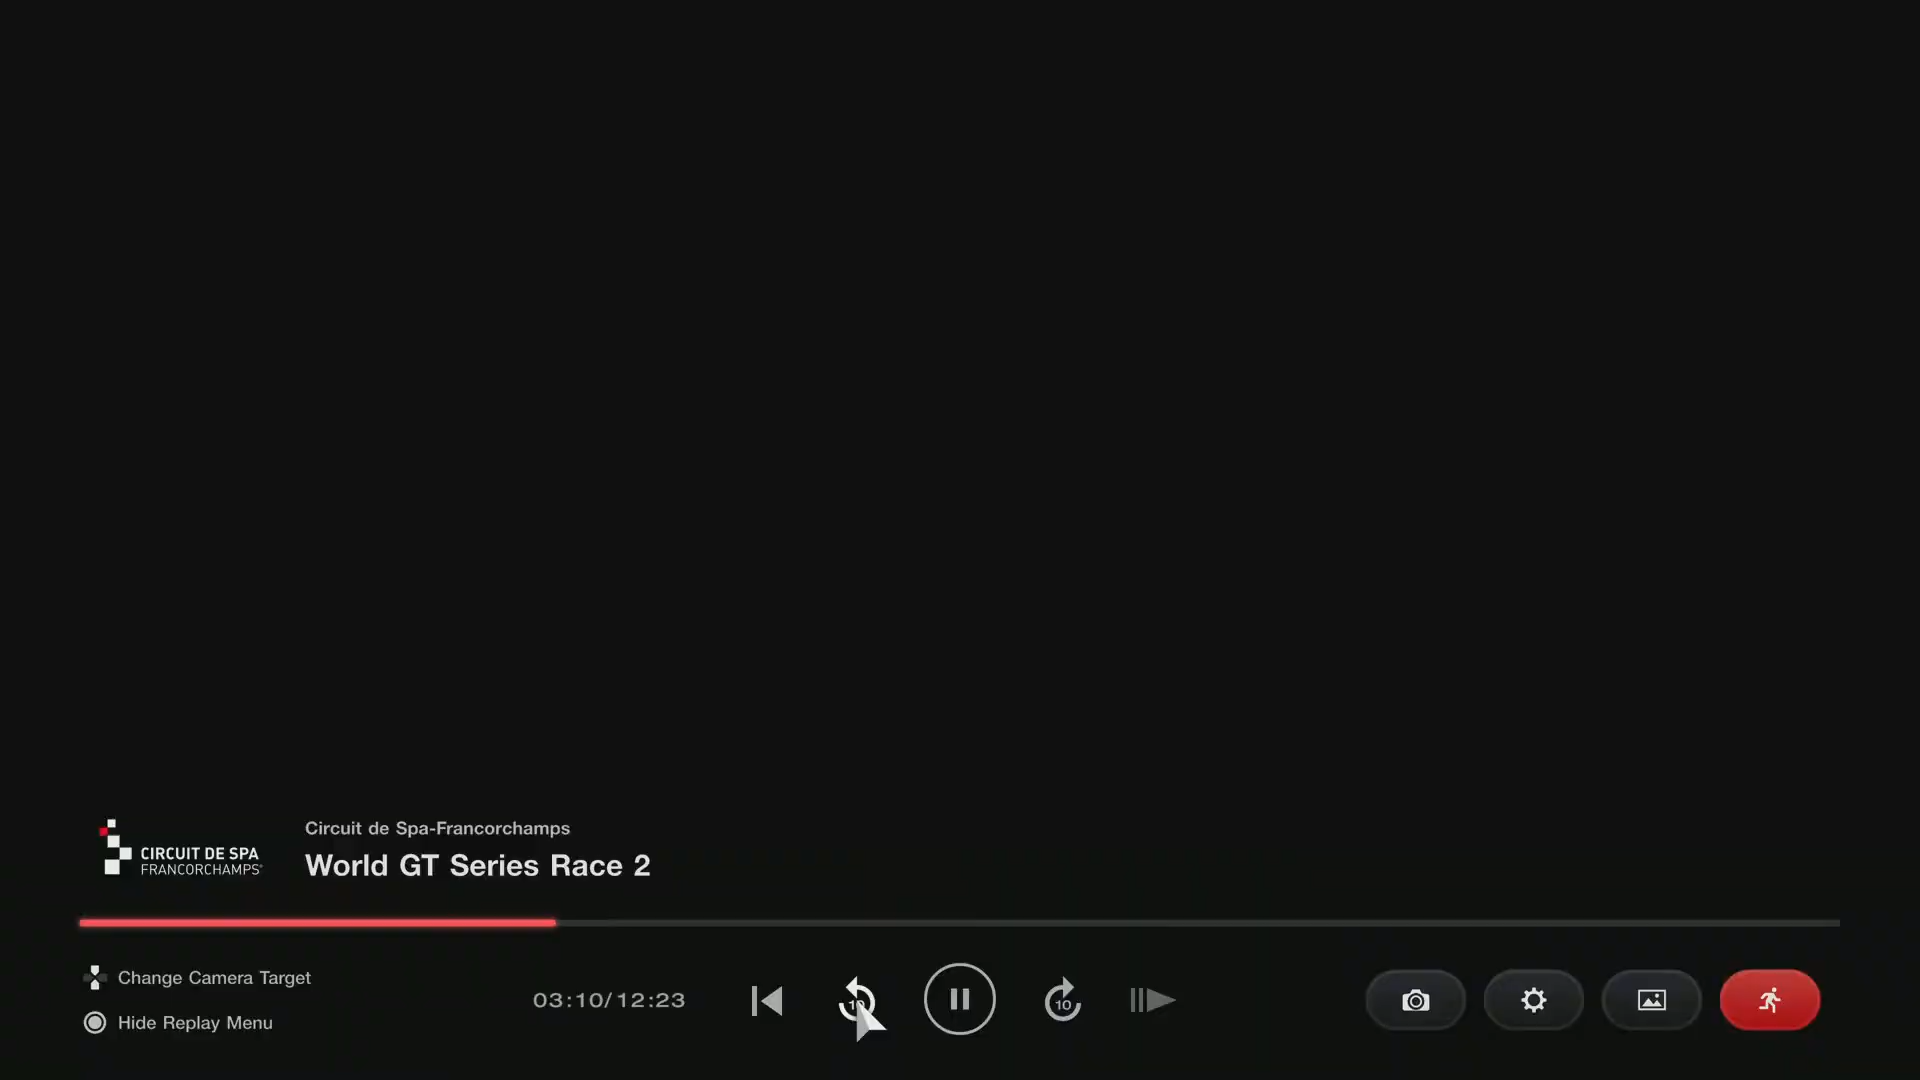 CIRCUIT DE SPA
FRANCORCHAMPS
Circuit de Spa-Francorchamps
World GT Series Race 2
Change Camera Target
Hide Replay Menu
03:10/12:23
10
10